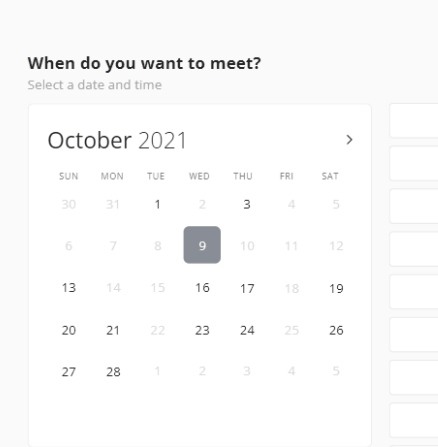 When do you want to meet?
Select a date and time
October 2021
SUN MON TUE WED THU FRI SAT
30 31 1 2 3 4 5
6 7 8 9 10 11 12
13 14 15 16 17 18 19
20 21 22 23 24 25 26
27 28 1 2 3 4 5